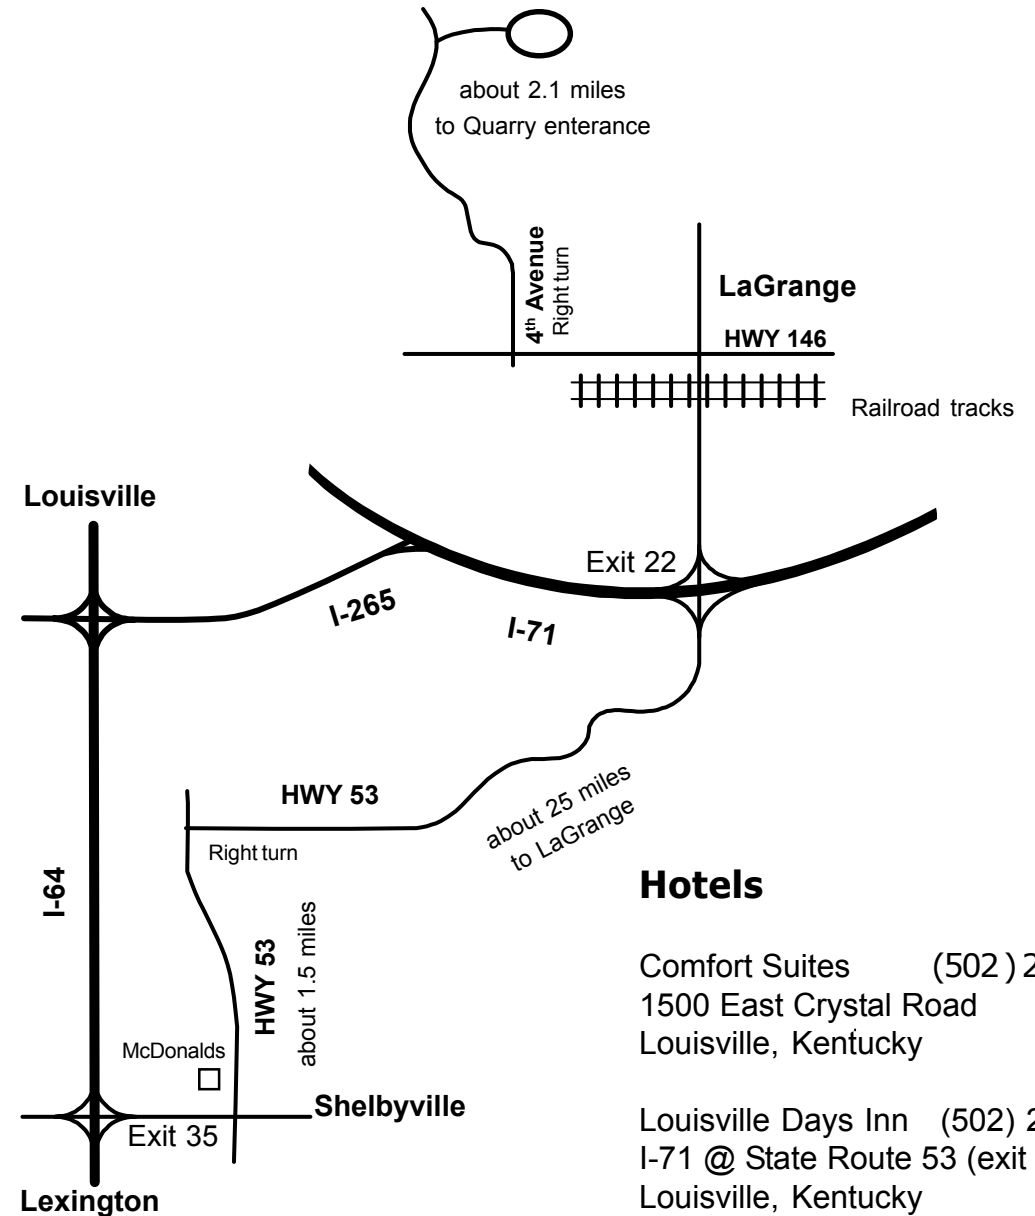 about 2.1 miles
to Quarry enterance
4th Avenue
Right turn
LaGrange
HWY 146
Railroad tracks
Louisville
Exit 22
I-265
I-71
HWY 53
Right turn
about 25 miles
to LaGrange
I-64
HWY 53
about 1.5 miles
McDonalds
Shelbyville
Exit 35
Lexington
Hotels
Comfort Suites (502) 2
1500 East Crystal Road
Louisville, Kentucky
Louisville Days Inn (502) 2
I-71 @ State Route 53 (exit
Louisville, Kentucky